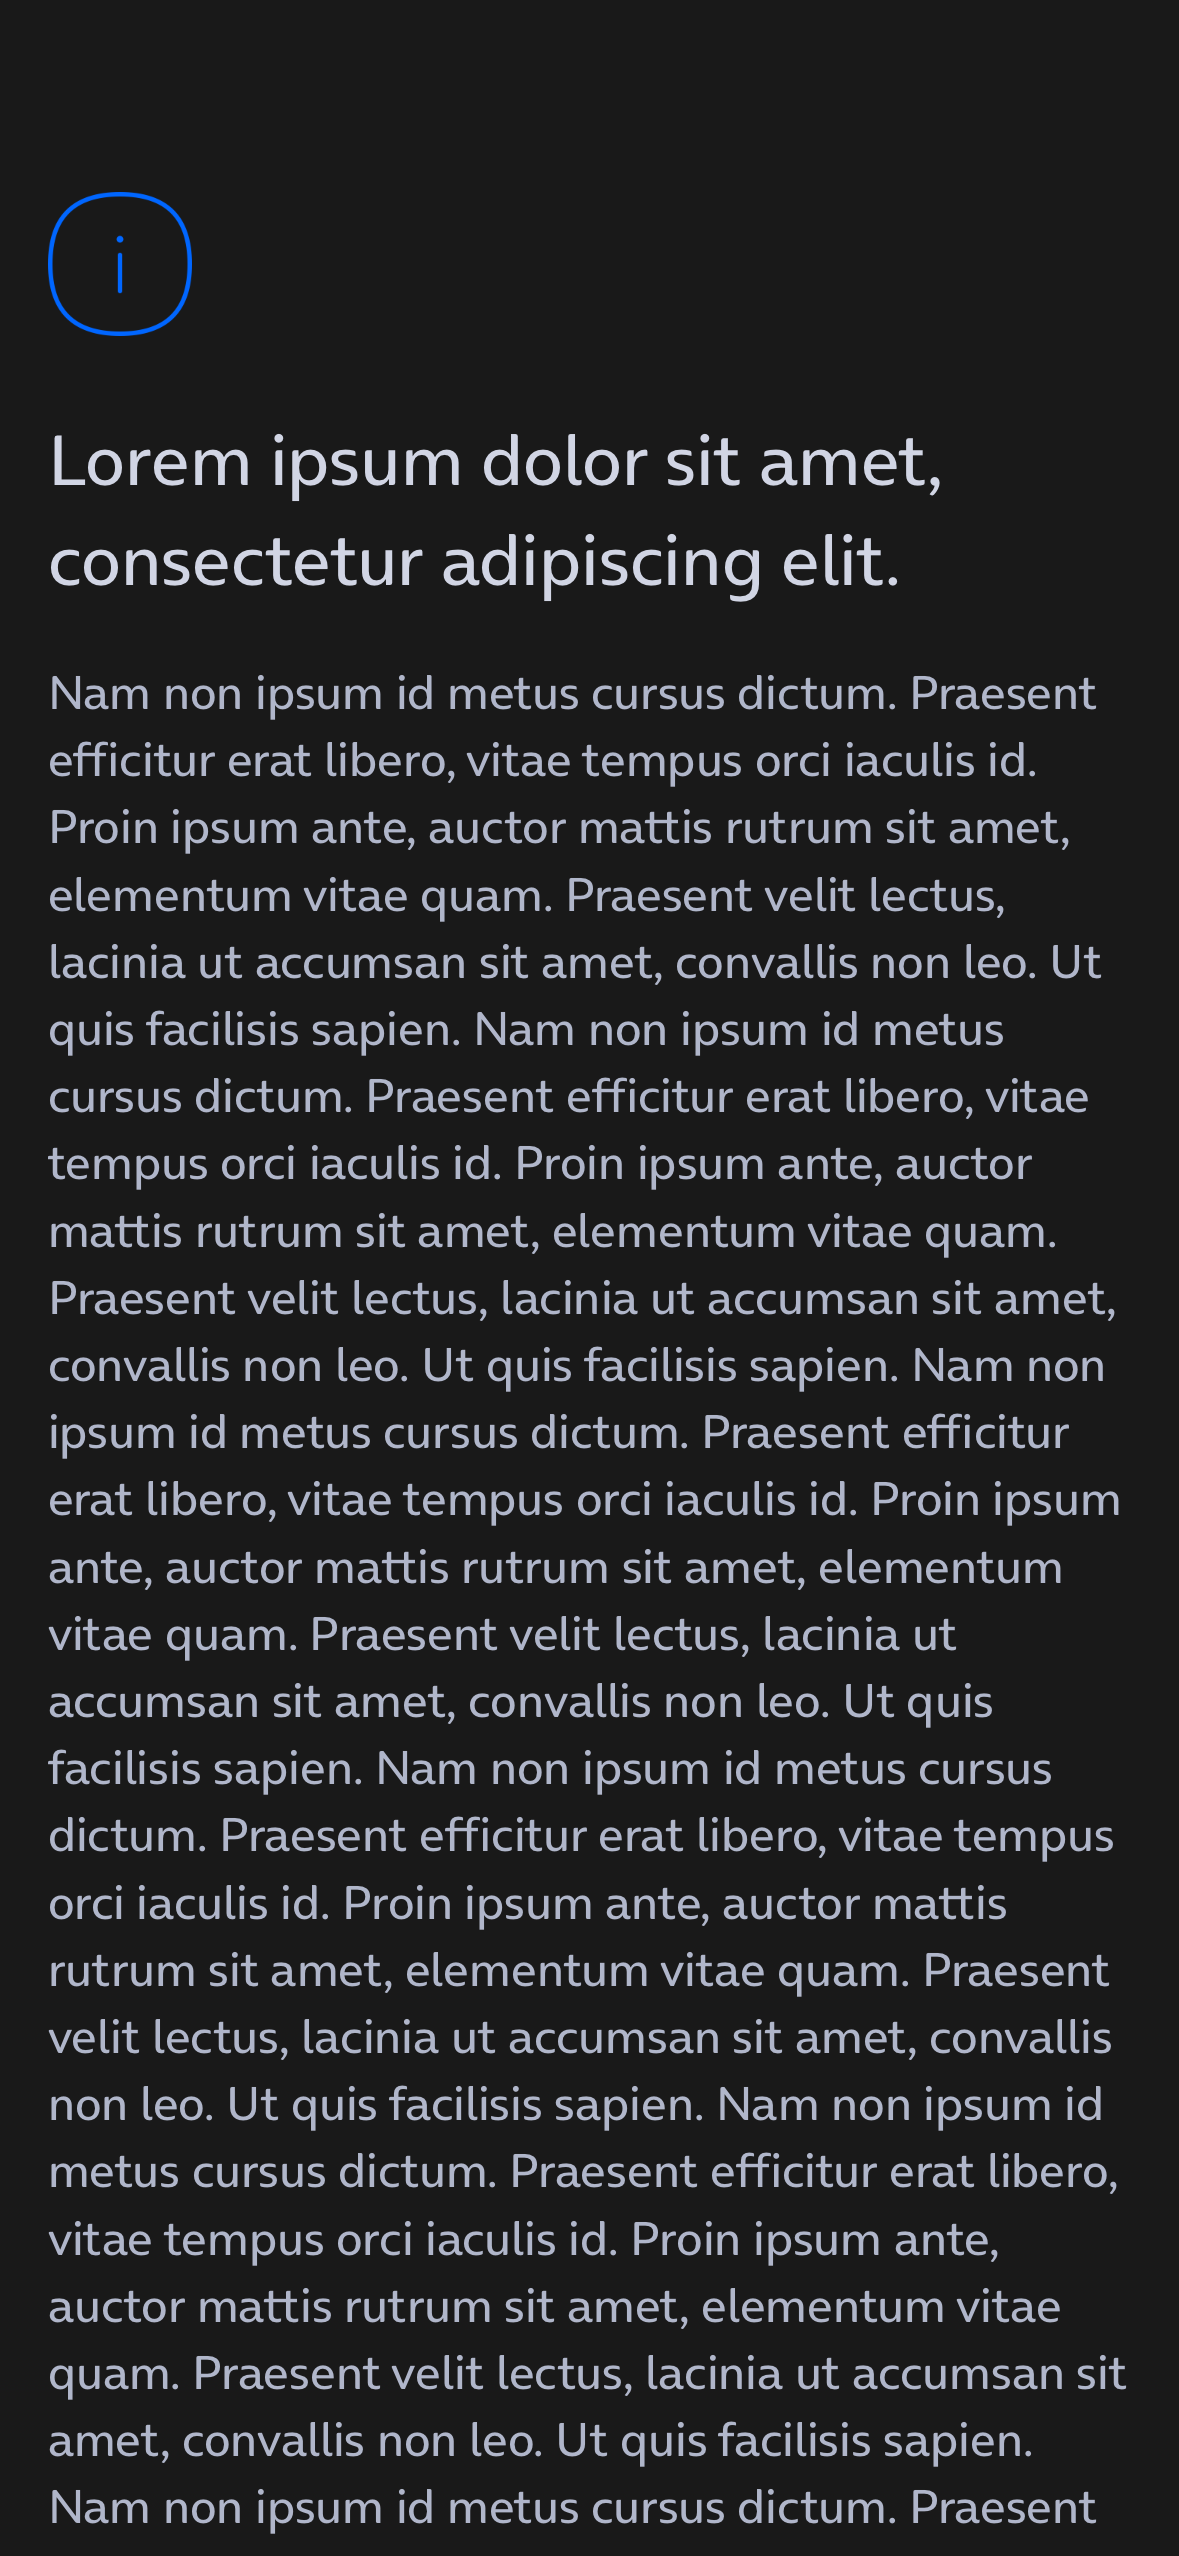 i
Lorem ipsum dolor sit amet,
consectetur adipiscing elit.
Nam non ipsum id metus cursus dictum. Praesent
efficitur erat libero, vitae tempus orci iaculis id.
Proin ipsum ante, auctor mattis rutrum sit amet,
elementum vitae quam. Praesent velit lectus,
lacinia ut accumsan sit amet, convallis non leo. Ut
quis facilisis sapien. Nam non ipsum id metus
cursus dictum. Praesent efficitur erat libero, vitae
tempus orci iaculis id. Proin ipsum ante, auctor
mattis rutrum sit amet, elementum vitae quam.
Praesent velit lectus, lacinia ut accumsan sit amet,
convallis non leo. Ut quis facilisis sapien. Nam non
ipsum id metus cursus dictum. Praesent efficitur
erat libero, vitae tempus orci iaculis id. Proin ipsum
ante, auctor mattis rutrum sit amet, elementum
vitae quam. Praesent velit lectus, lacinia ut
accumsan sit amet, convallis non leo. Ut quis
facilisis sapien. Nam non ipsum id metus cursus
dictum. Praesent efficitur erat libero, vitae tempus
orci iaculis id. Proin ipsum ante, auctor mattis
rutrum sit amet, elementum vitae quam. Praesent
velit lectus, lacinia ut accumsan sit amet, convallis
non leo. Ut quis facilisis sapien. Nam non ipsum id
metus cursus dictum. Praesent efficitur erat libero,
vitae tempus orci iaculis id. Proin ipsum ante,
auctor mattis rutrum sit amet, elementum vitae
quam. Praesent velit lectus, lacinia ut accumsan sit
amet, convallis non leo. Ut quis facilisis sapien.
Nam non ipsum id metus cursus dictum. Praesent